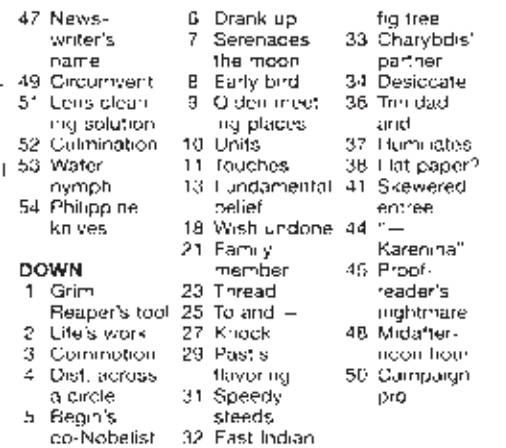 47 News-
writer's
name
49 Circumvent
51 Lens clean-
ing solution
52 Culmination
53 Water
nymph
54 Philippine
knives
DOWN
1 Grim
Reaper's tool
2 Life's work
3 Commotion
4 Dist. across
a circle
5 Begin's
co-Nobelist
6 Drank up
7 Serenades
the moon
8 Early bird
9 Olden meet-
ing places
10 Units
11 Touches
13 Fundamental
belief
18 Wish undone
21 Family
member
23 Thread
25 To and —
27 Knock
29 Pastis
flavoring
31 Speedy
steeds
32 East Indian
fig tree
33 Charybdis'
partner
34 Desiccate
36 Trinidad
and
37 Humiliates
38 Flat paper?
41 Skewered
entree
44 "—
Karenina"
46 Proof-
reader's
nightmare
48 Midafter-
noon hour
50 Campaign
pro